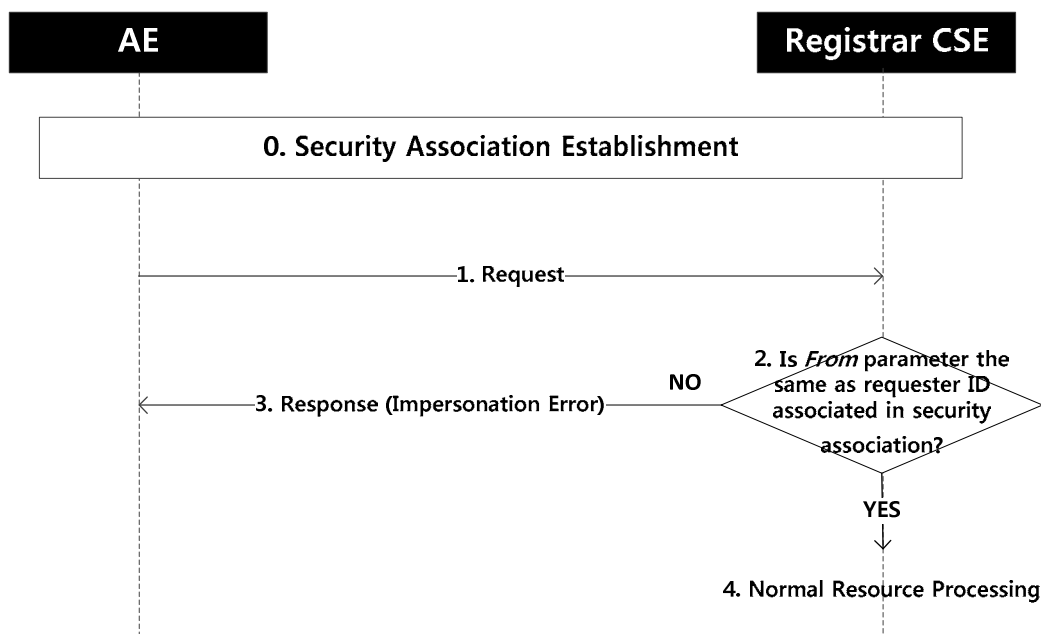 AE
Registrar CSE
0. Security Association Establishment
1. Request
2. Is From parameter the
same as requester ID
associated in security
association?
NO
3. Response (Impersonation Error)
YES
4. Normal Resource Processing